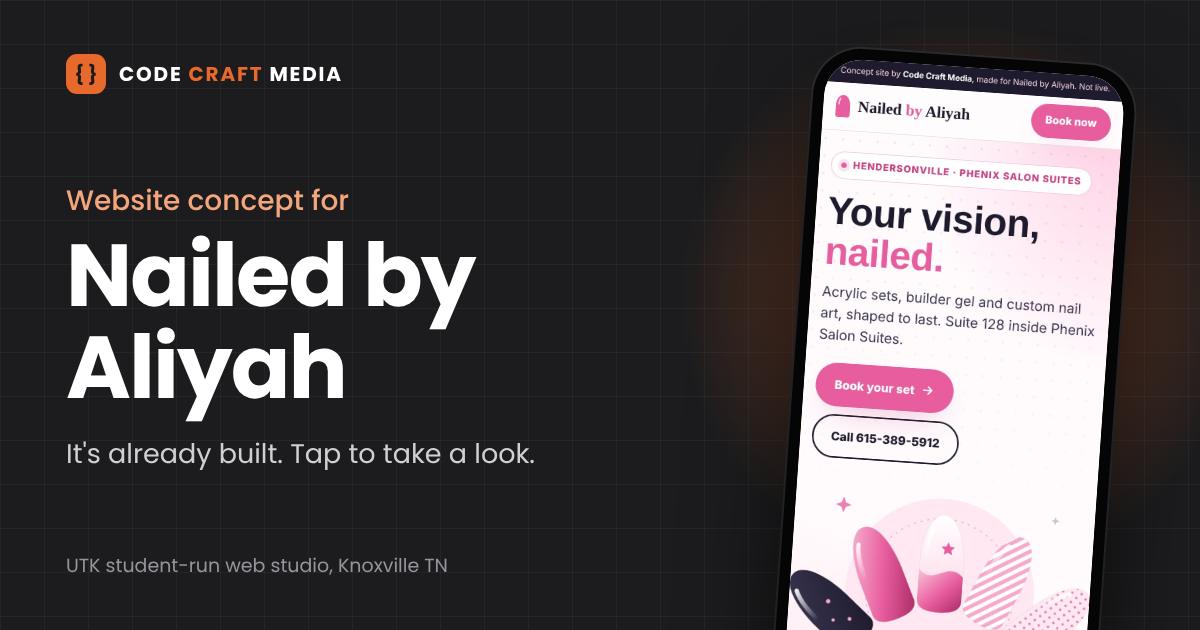 { } CODE CRAFT MEDIA
Website concept for
Nailed by
Aliyah
It's already built. Tap to take a look.
UTK student-run web studio, Knoxville TN
Concept site by Code Craft Media, made for Nailed by Aliyah. Not live.
Nailed by Aliyah
Book now
HENDERSONVILLE · PHENIX SALON SUITES
Your vision,
nailed.
Acrylic sets, builder gel and custom nail
art, shaped to last. Suite 128 inside Phenix
Salon Suites.
Book your set →
Call 615-389-5912